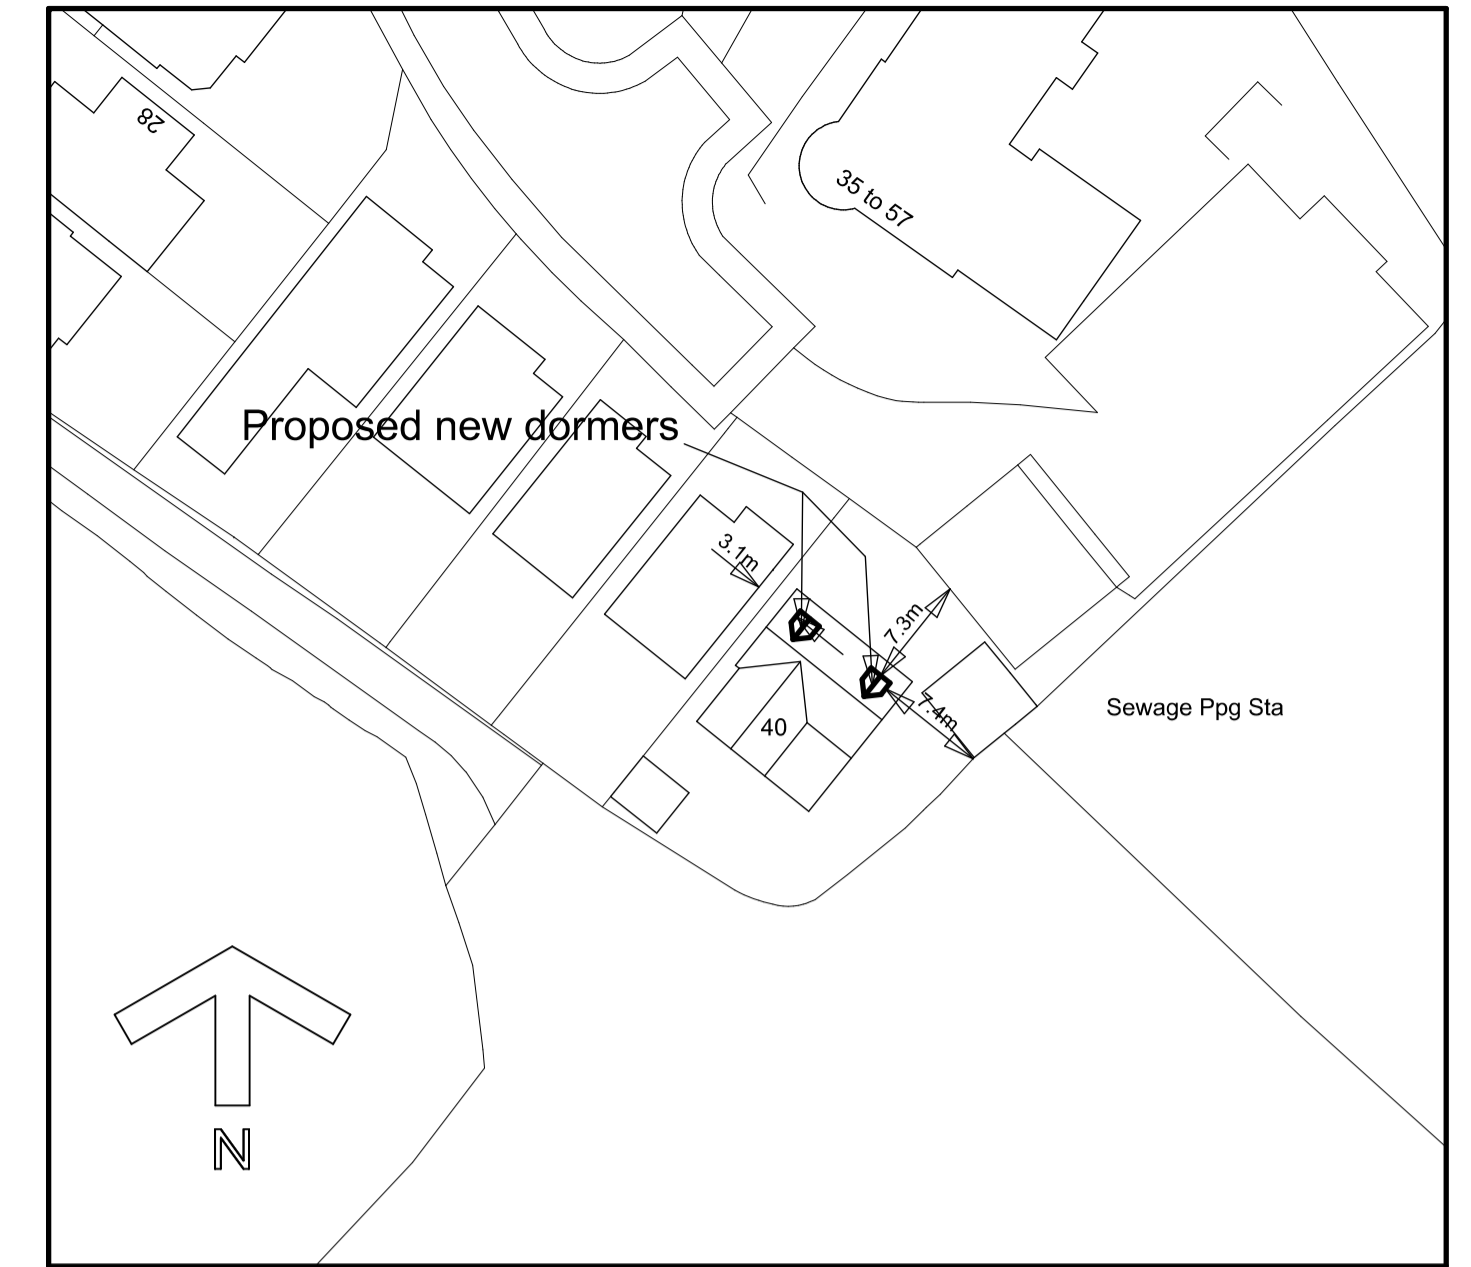 28
35 to 57
Proposed new dormers
3.1m
7.3m
7.4m
Sewage Ppg Sta
40
N